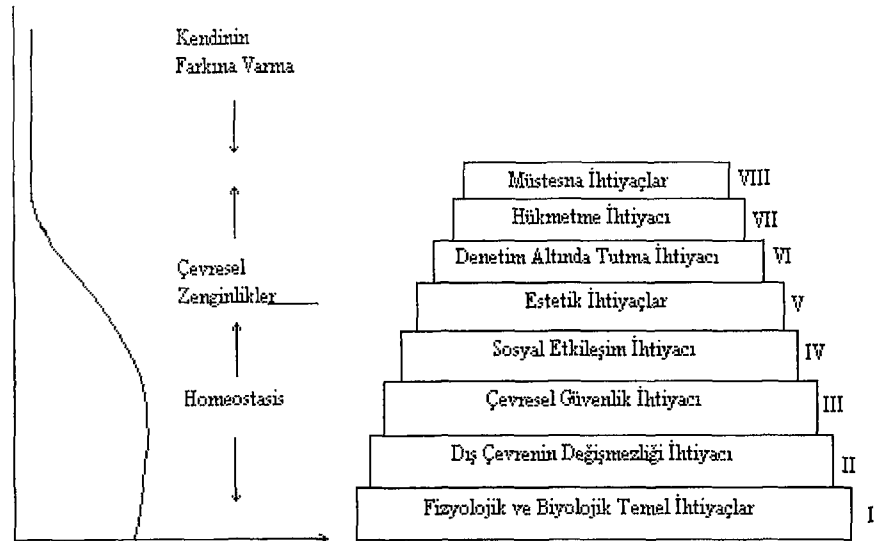 Kendinin
Farkına Varma
Çevresel
Zenginlikler
Homeostasis
Müstesna İhtiyaçlar VIII
Hükmetme İhtiyacı VII
Denetim Altında Tutma İhtiyacı VI
Estetik İhtiyaçlar V
Sosyal Etkileşim İhtiyacı IV
Çevresel Güvenlik İhtiyacı III
Dış Çevrenin Değişmezliği İhtiyacı II
Fizyolojik ve Biyolojik Temel İhtiyaçlar I